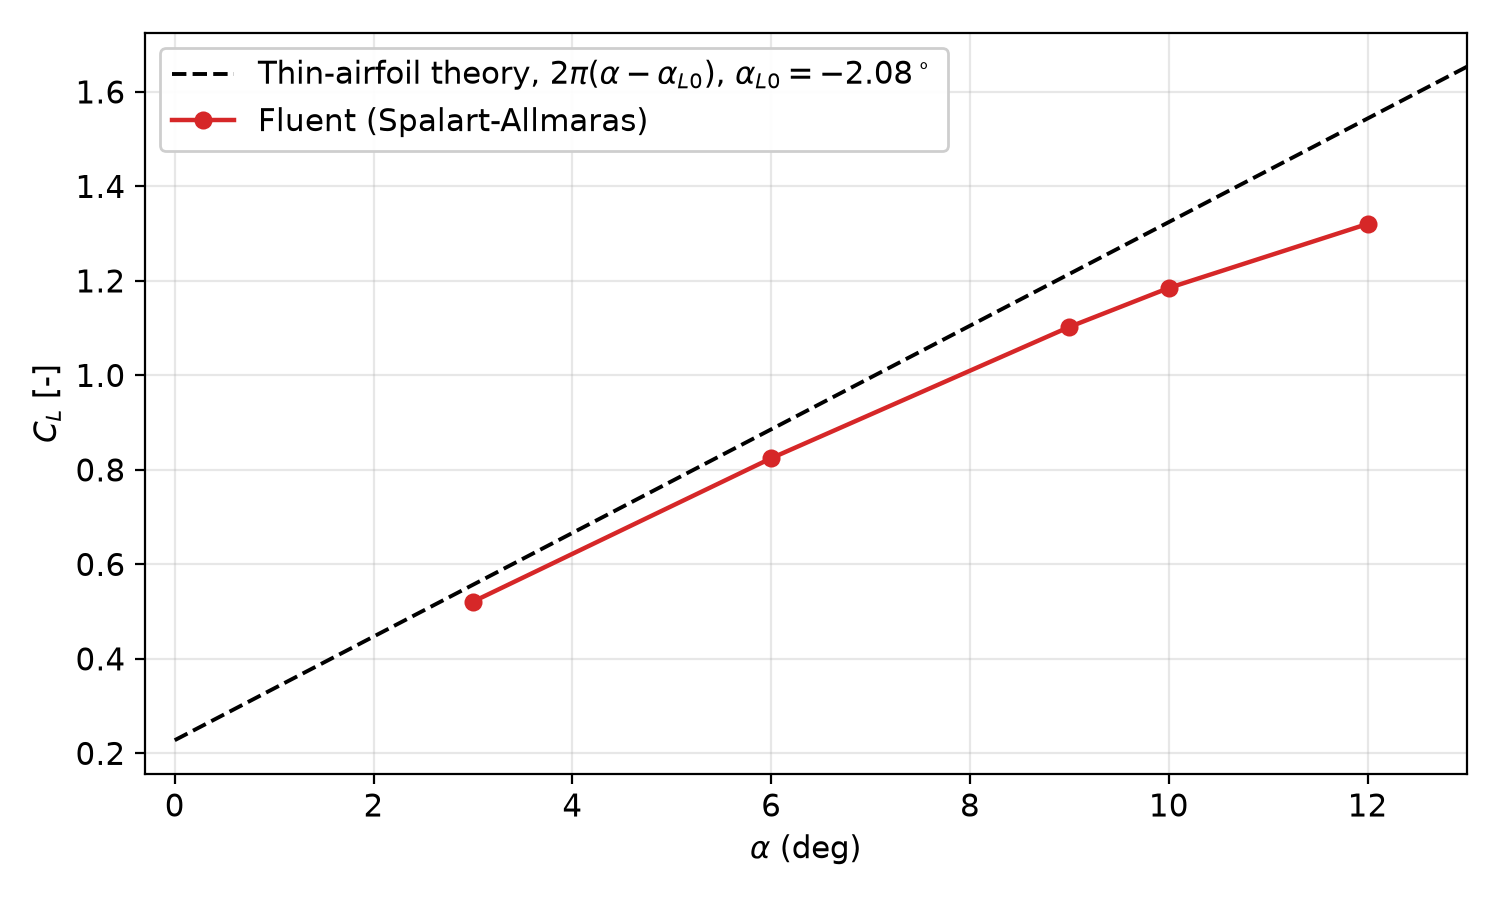 Thin-airfoil theory, 2π(α − α_L0), α_L0 = −2.08°
Fluent (Spalart-Allmaras)
C_L [-]
1.6
1.4
1.2
1.0
0.8
0.6
0.4
0.2
0 2 4 6 8 10 12
α (deg)